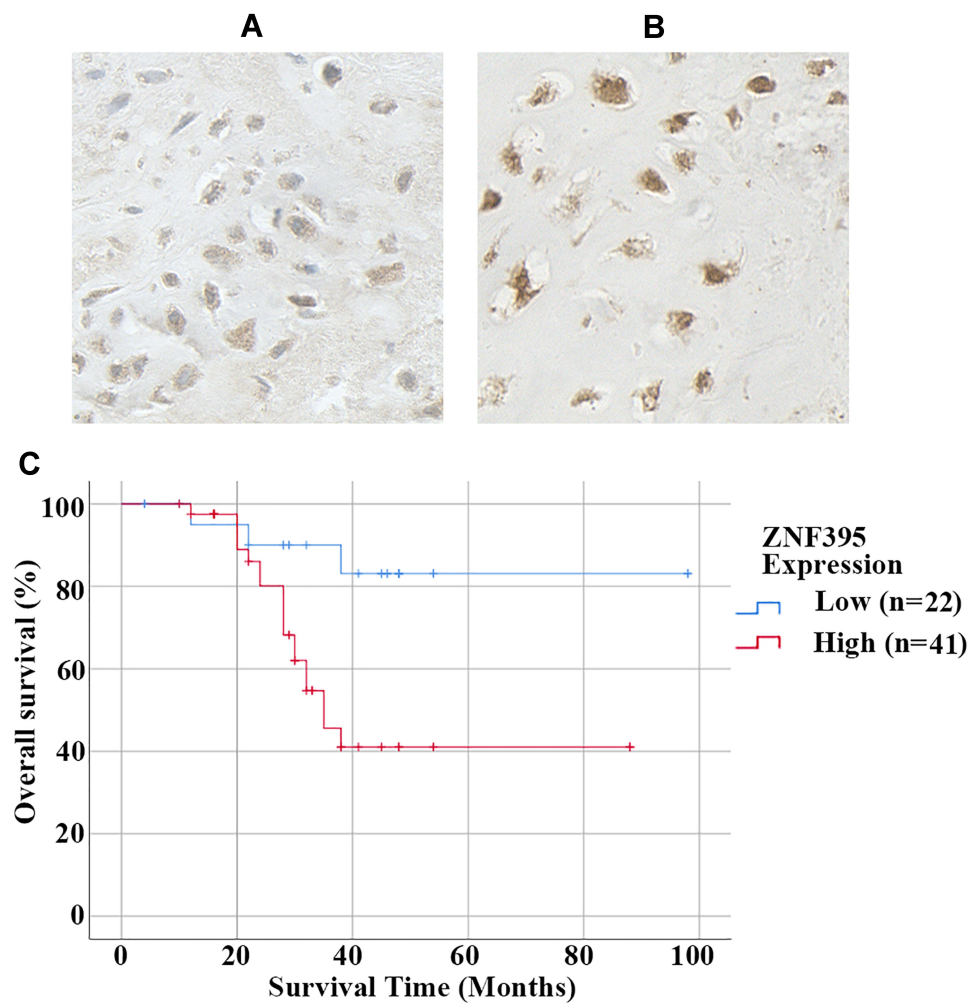 A
B
C
100
80
60
40
20
0
Overall survival (%)
0 20 40 60 80 100
Survival Time (Months)
ZNF395
Expression
Low (n=22)
High (n=41)